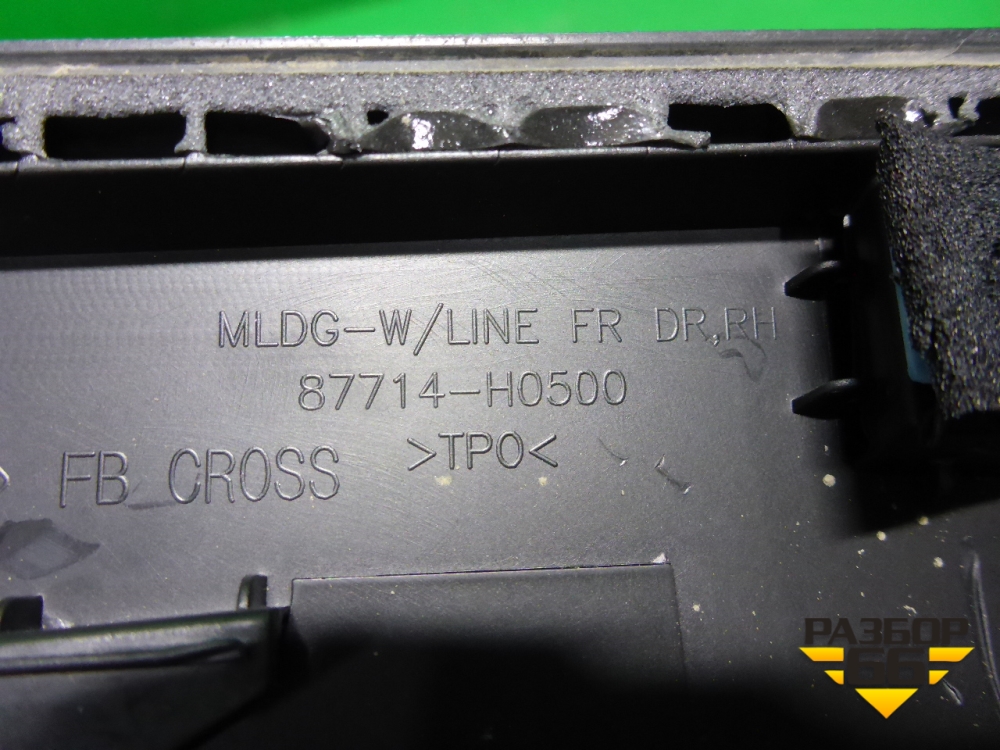 MLDG-W/LINE FR DR,RH
87714-H0500
>TPO<
FB CROSS
РАЗБОР
66